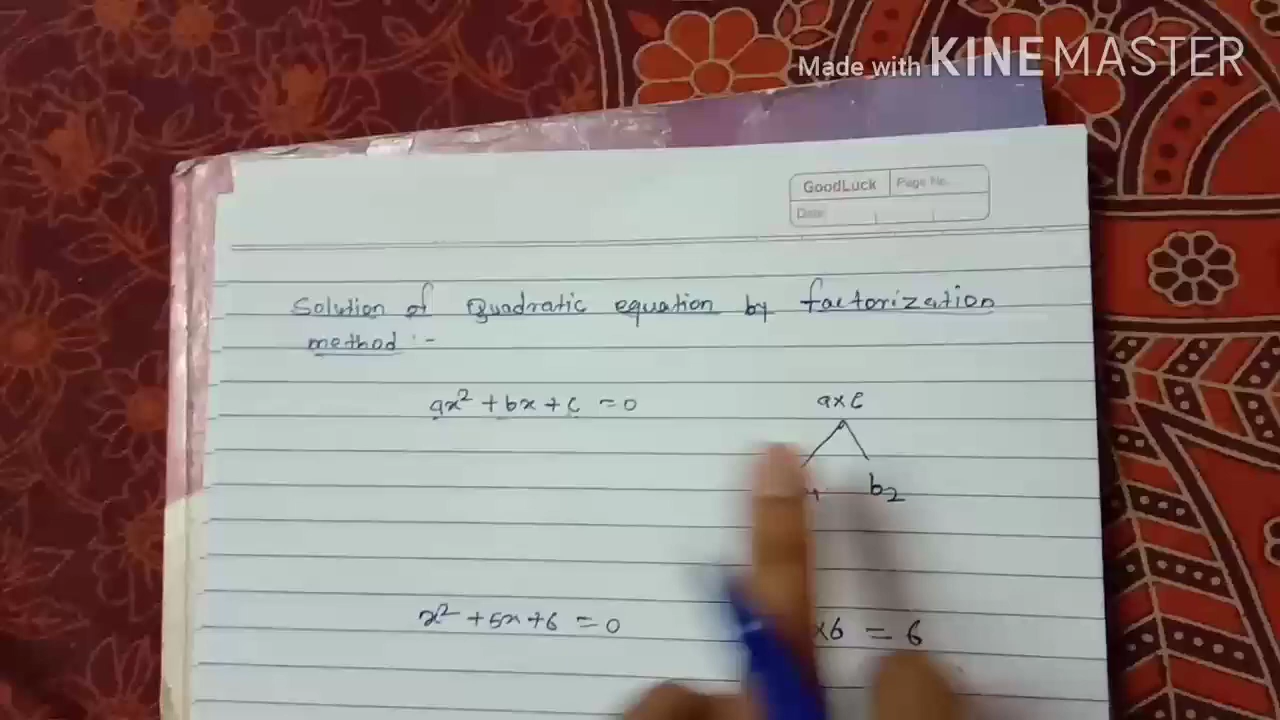 Made with KINEMASTER
GoodLuck Page No.
Date
Solution of Quadratic equation by factorization
method :-
ax² + bx + c = 0
a×c
b₂
x² + 5x + 6 = 0
×6 = 6